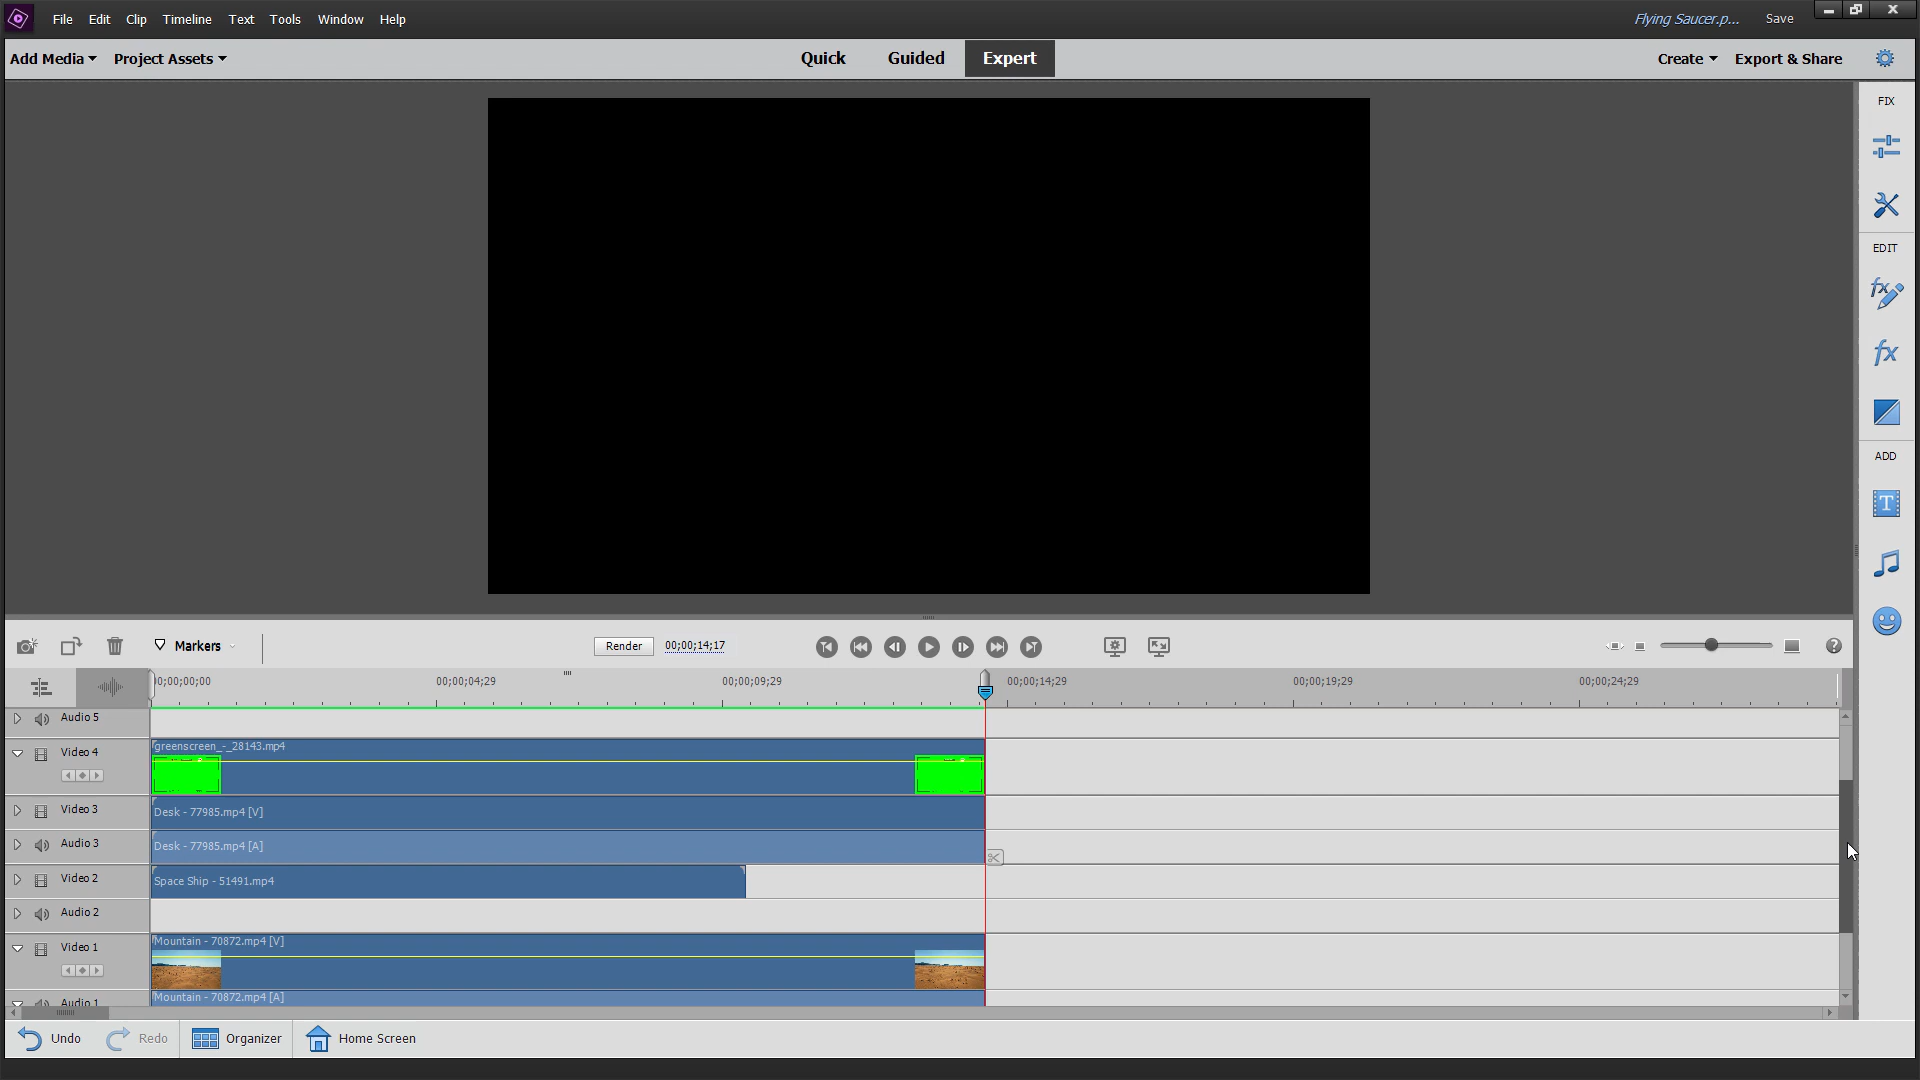 File Edit Clip Timeline Text Tools Window Help
Flying Saucer.p... Save
Add Media Project Assets
Quick Guided Expert
Create Export & Share
FIX
EDIT
fx
fx
ADD
T
Markers
Render 00;00;14;17
00;00;00;00 00;00;04;29 00;00;09;29 00;00;14;29 00;00;19;29 00;00;24;29
Audio 5
Video 4 greenscreen_-_28143.mp4
Video 3 Desk - 77985.mp4 [V]
Audio 3 Desk - 77985.mp4 [A]
Video 2 Space Ship - 51491.mp4
Audio 2
Video 1 Mountain - 70872.mp4 [V]
Audio 1 Mountain - 70872.mp4 [A]
Undo Redo Organizer Home Screen